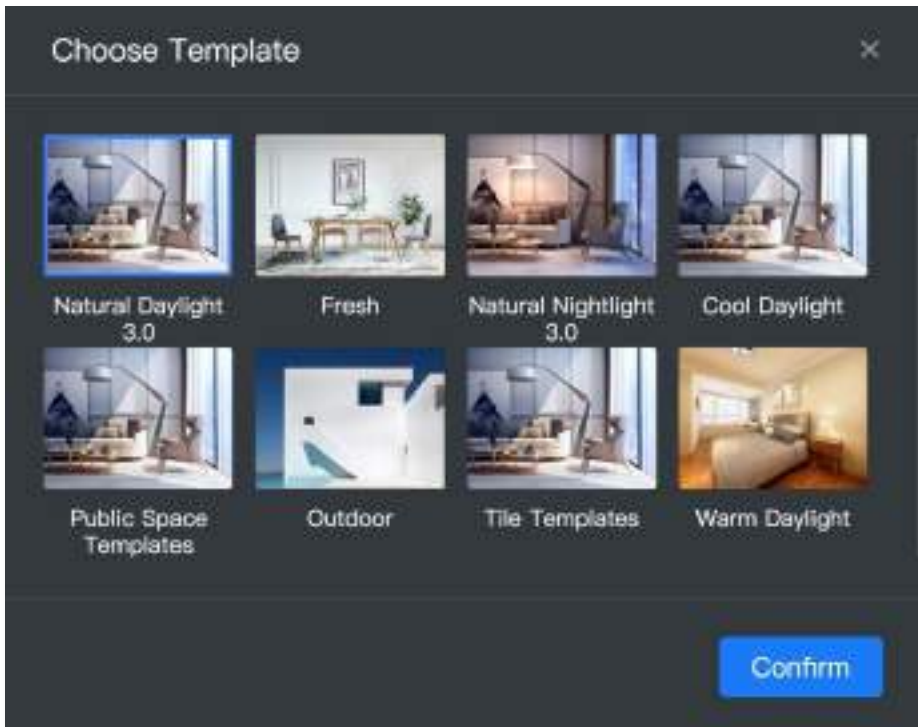 Choose Template
Natural Daylight
3.0
Fresh
Natural Nightlight
3.0
Cool Daylight
Public Space
Templates
Outdoor
Tile Templates
Warm Daylight
Confirm